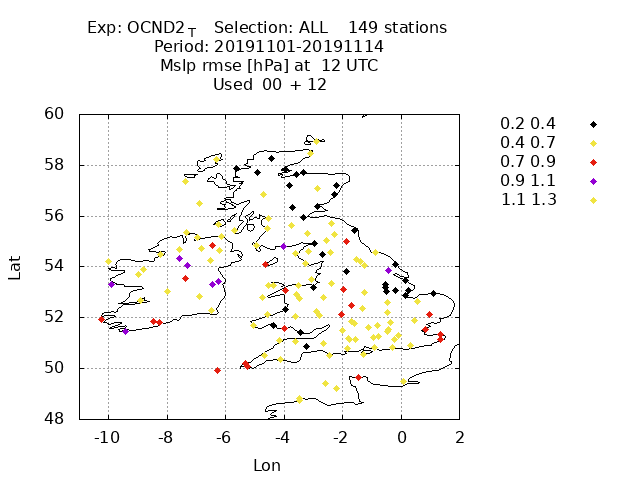 Exp: OCND2_T Selection: ALL 149 stations
Period: 20191101-20191114
Mslp rmse [hPa] at 12 UTC
Used 00 + 12
60
58
56
54
52
50
48
Lat
-10 -8 -6 -4 -2 0 2
Lon
0.2 0.4
0.4 0.7
0.7 0.9
0.9 1.1
1.1 1.3